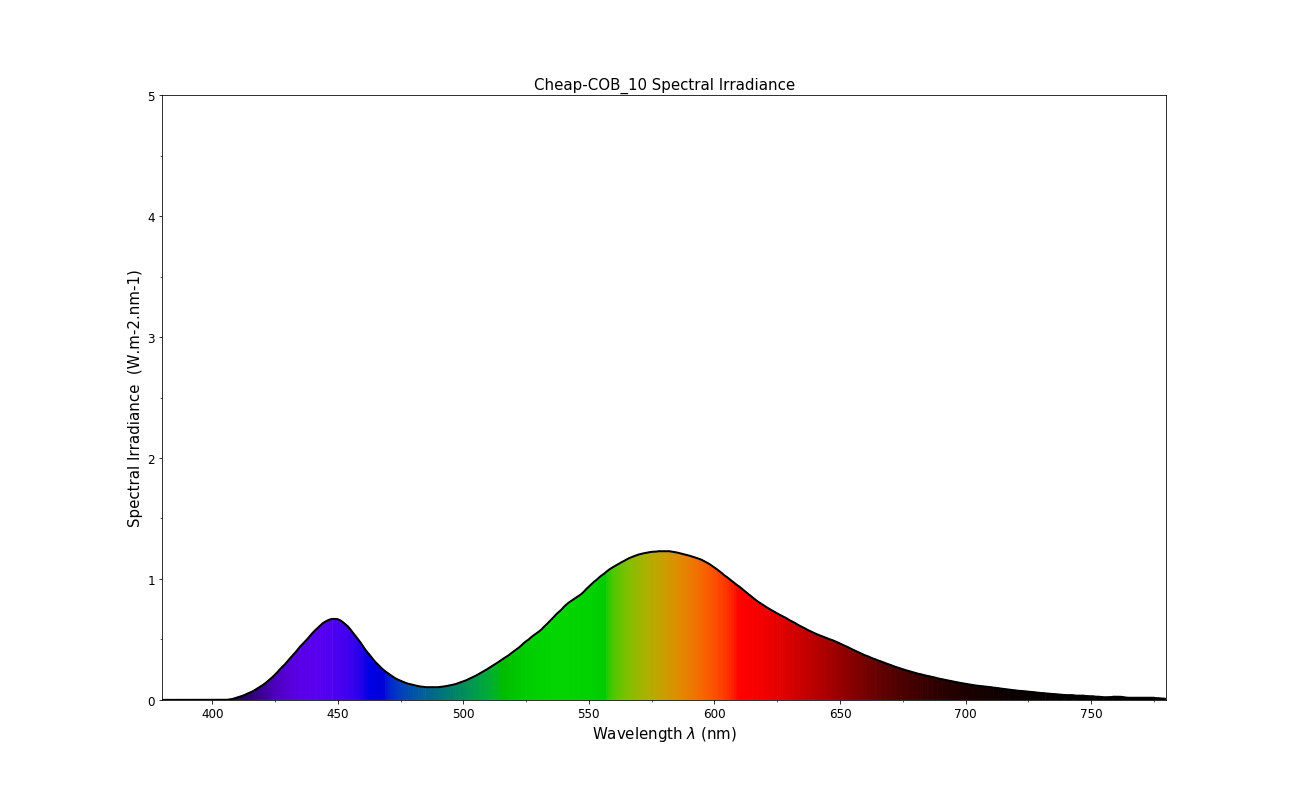 Cheap-COB_10 Spectral Irradiance
5
4
3
2
1
0
Spectral Irradiance (W.m-2.nm-1)
400 450 500 550 600 650 700 750
Wavelength λ (nm)